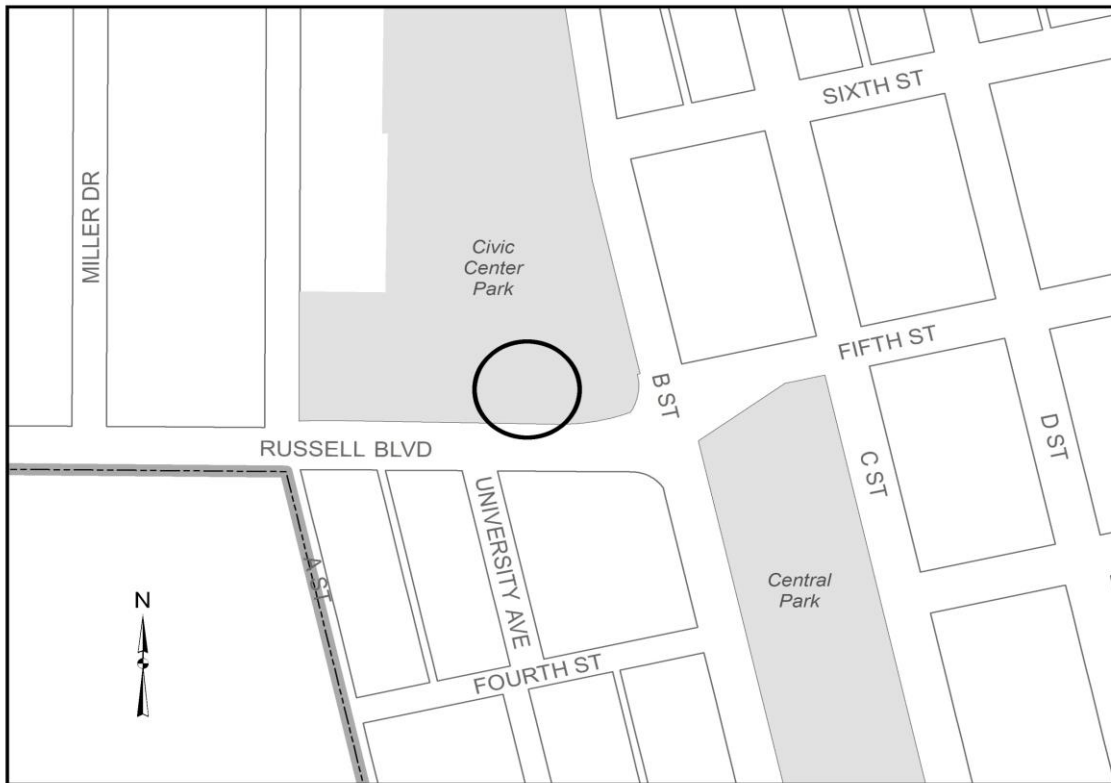 SIXTH ST
MILLER DR
Civic
Center
Park
FIFTH ST
B ST
D ST
RUSSELL BLVD
C ST
UNIVERSITY AVE
A ST
Central
Park
N
FOURTH ST